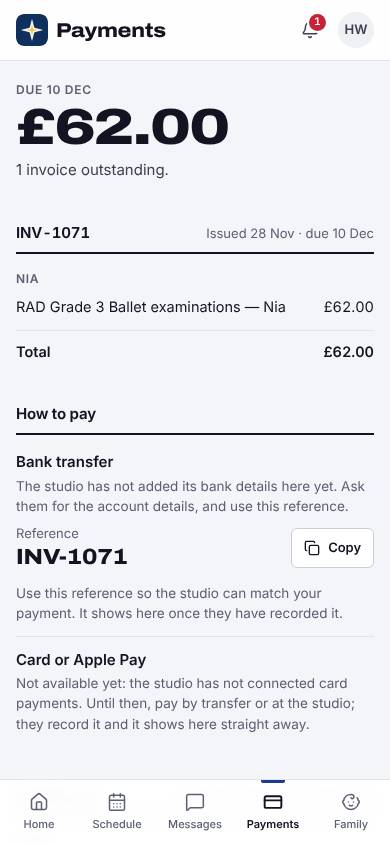 Payments
1
HW
DUE 10 DEC
£62.00
1 invoice outstanding.
INV-1071
Issued 28 Nov · due 10 Dec
NIA
RAD Grade 3 Ballet examinations — Nia £62.00
Total £62.00
How to pay
Bank transfer
The studio has not added its bank details here yet. Ask
them for the account details, and use this reference.
Reference
INV-1071
Copy
Use this reference so the studio can match your
payment. It shows here once they have recorded it.
Card or Apple Pay
Not available yet: the studio has not connected card
payments. Until then, pay by transfer or at the studio;
they record it and it shows here straight away.
Home Schedule Messages Payments Family